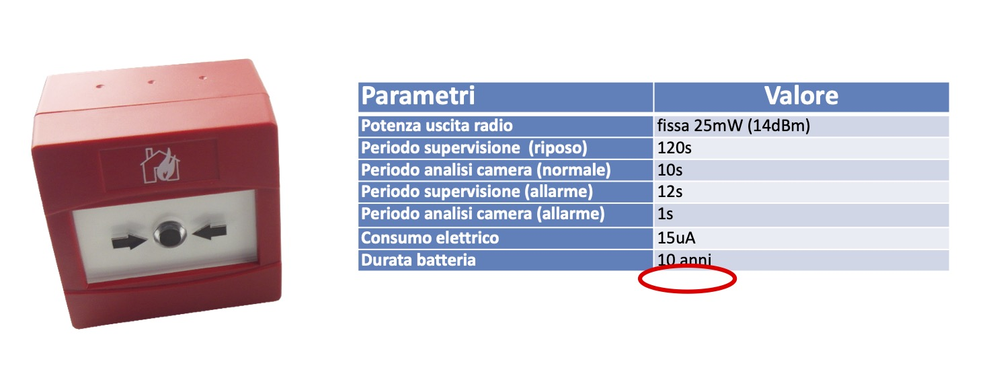 Parametri Valore
Potenza uscita radio fissa 25mW (14dBm)
Periodo supervisione (riposo) 120s
Periodo analisi camera (normale) 10s
Periodo supervisione (allarme) 12s
Periodo analisi camera (allarme) 1s
Consumo elettrico 15uA
Durata batteria 10 anni